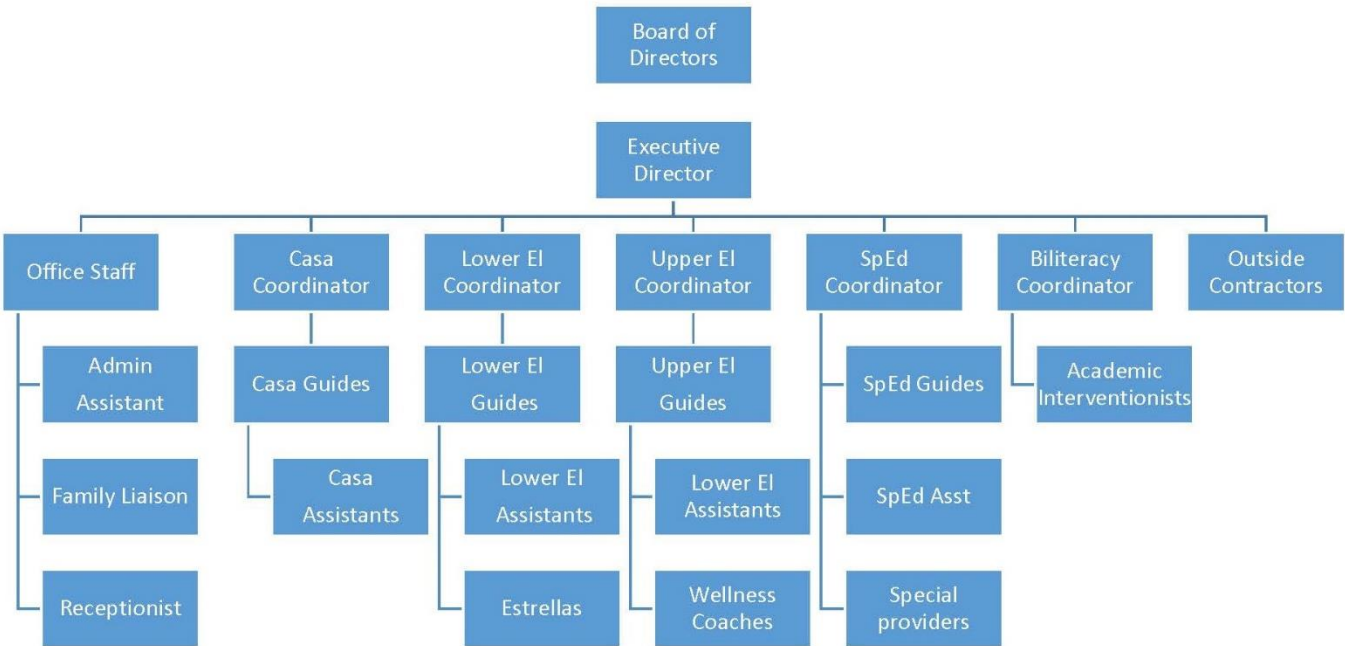 Board of
Directors
Executive
Director
Office Staff
Casa
Coordinator
Lower El
Coordinator
Upper El
Coordinator
SpEd
Coordinator
Biliteracy
Coordinator
Outside
Contractors
Admin
Assistant
Casa Guides
Lower El
Guides
Upper El
Guides
SpEd Guides
Academic
Interventionists
Family Liaison
Casa
Assistants
Lower El
Assistants
Lower El
Assistants
SpEd Asst
Receptionist
Estrellas
Wellness
Coaches
Special
providers